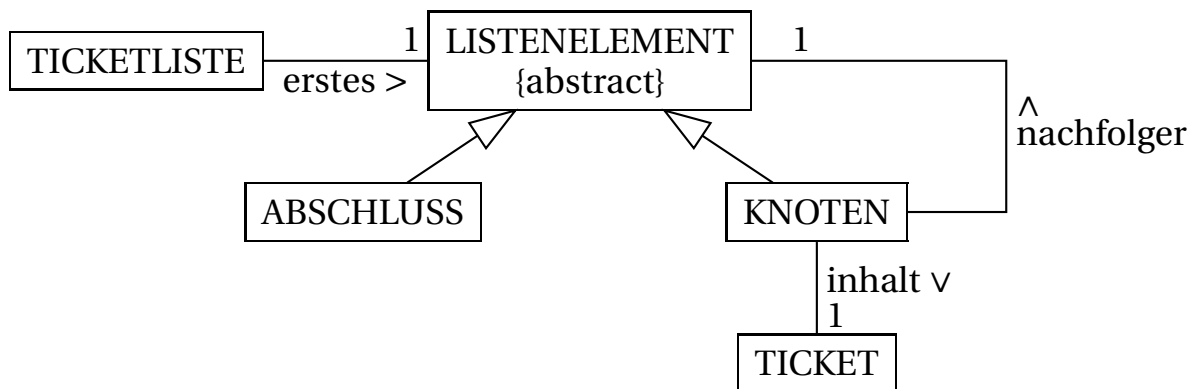 1
1
TICKETLISTE
LISTENELEMENT
{abstract}
erstes >
^
nachfolger
ABSCHLUSS
KNOTEN
inhalt ∨
1
TICKET